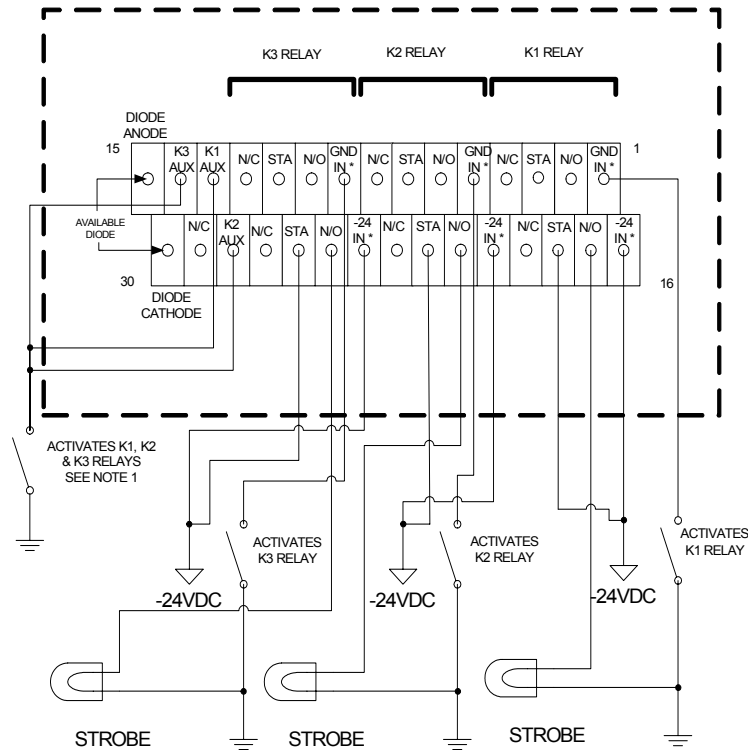 K3 RELAY K2 RELAY K1 RELAY
DIODE
ANODE
15 K3 AUX K1 AUX N/C STA N/O GND IN * N/C STA N/O GND IN * N/C STA N/O GND IN * 1
AVAILABLE
DIODE
N/C K2 AUX N/C STA N/O -24 IN * N/C STA N/O -24 IN * N/C STA N/O -24 IN *
30 16
DIODE
CATHODE
ACTIVATES K1, K2
& K3 RELAYS
SEE NOTE 1
ACTIVATES
K3 RELAY
ACTIVATES
K2 RELAY
ACTIVATES
K1 RELAY
-24VDC -24VDC -24VDC
STROBE STROBE STROBE